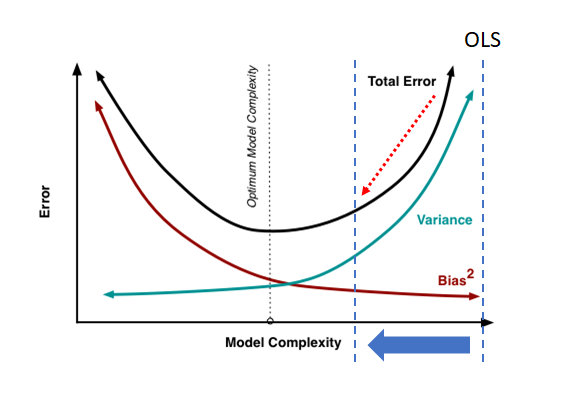 OLS
Total Error
Optimum Model Complexity
Error
Variance
Bias²
Model Complexity